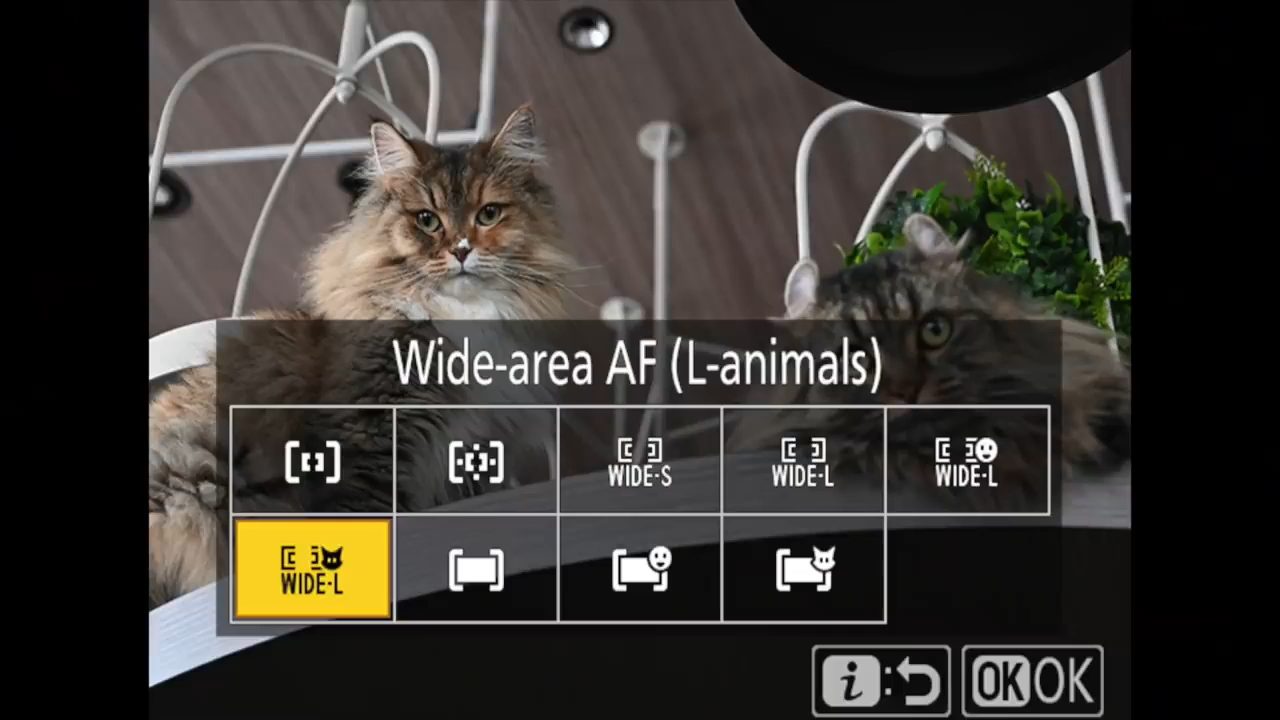 Wide-area AF (L-animals)
WIDE-S
WIDE-L
WIDE-L
WIDE-L
i:
OK OK